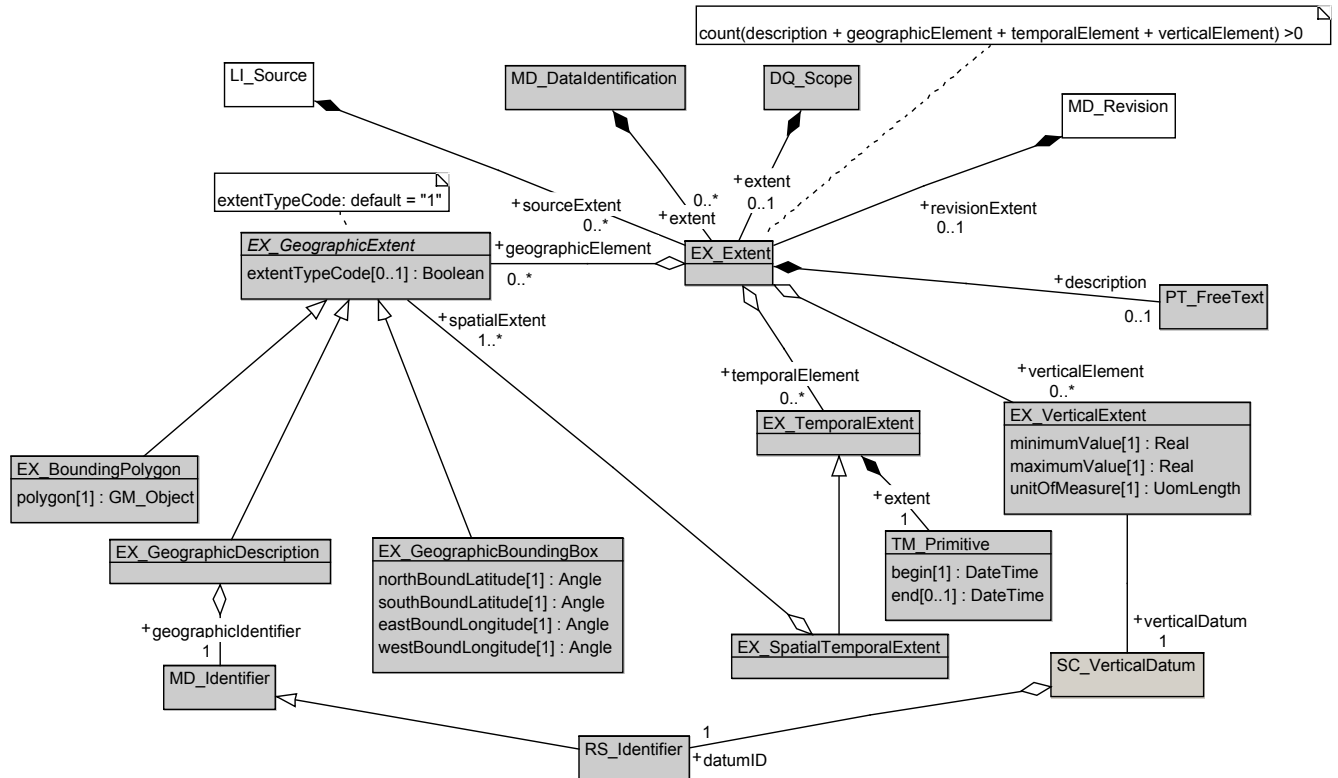 count(description + geographicElement + temporalElement + verticalElement) >0
LI_Source
MD_DataIdentification
DQ_Scope
MD_Revision
extentTypeCode: default = "1"
+sourceExtent
0..*
0..*
+extent
+extent
0..1
+revisionExtent
0..1
EX_GeographicExtent
extentTypeCode[0..1] : Boolean
+geographicElement
0..*
EX_Extent
+description
0..1
PT_FreeText
+spatialExtent
1..*
+temporalElement
0..*
+verticalElement
0..*
EX_TemporalExtent
EX_VerticalExtent
minimumValue[1] : Real
maximumValue[1] : Real
unitOfMeasure[1] : UomLength
EX_BoundingPolygon
polygon[1] : GM_Object
+extent
1
EX_GeographicDescription
EX_GeographicBoundingBox
northBoundLatitude[1] : Angle
southBoundLatitude[1] : Angle
eastBoundLongitude[1] : Angle
westBoundLongitude[1] : Angle
TM_Primitive
begin[1] : DateTime
end[0..1] : DateTime
+geographicIdentifier
1
+verticalDatum
1
EX_SpatialTemporalExtent
MD_Identifier
SC_VerticalDatum
RS_Identifier
1
+datumID